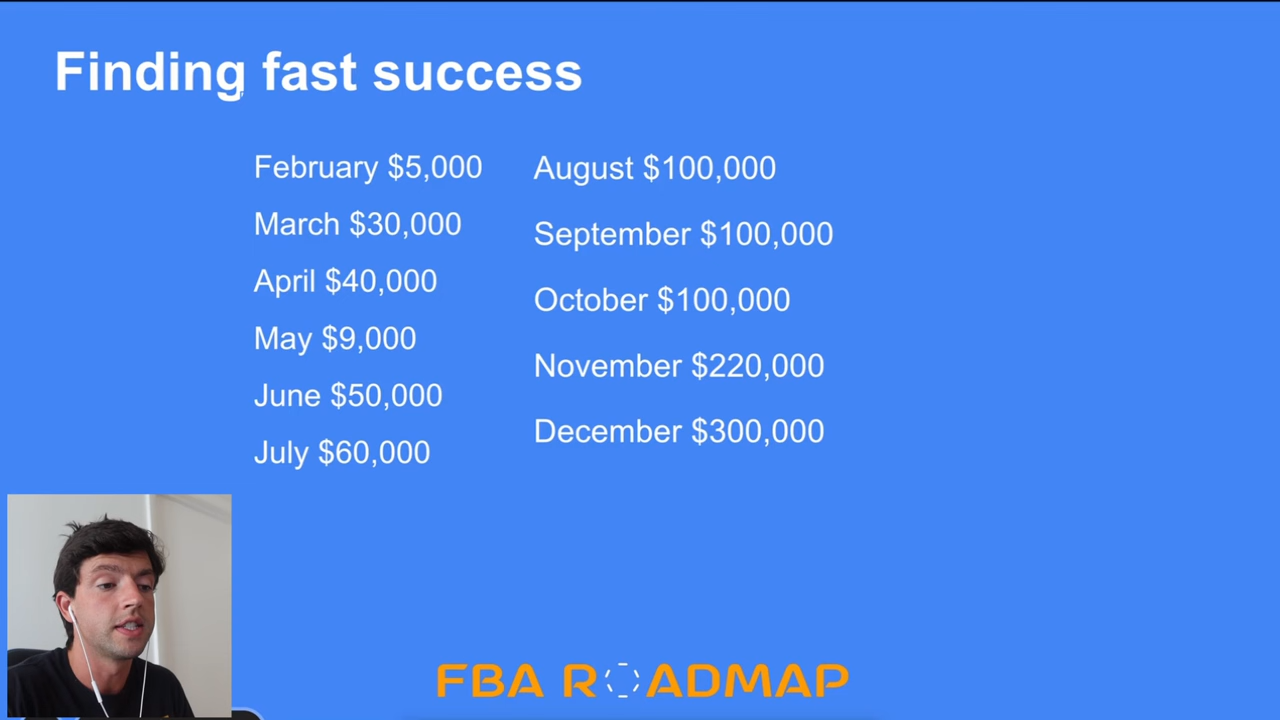 Finding fast success
February $5,000
March $30,000
April $40,000
May $9,000
June $50,000
July $60,000
August $100,000
September $100,000
October $100,000
November $220,000
December $300,000
FBA ROADMAP